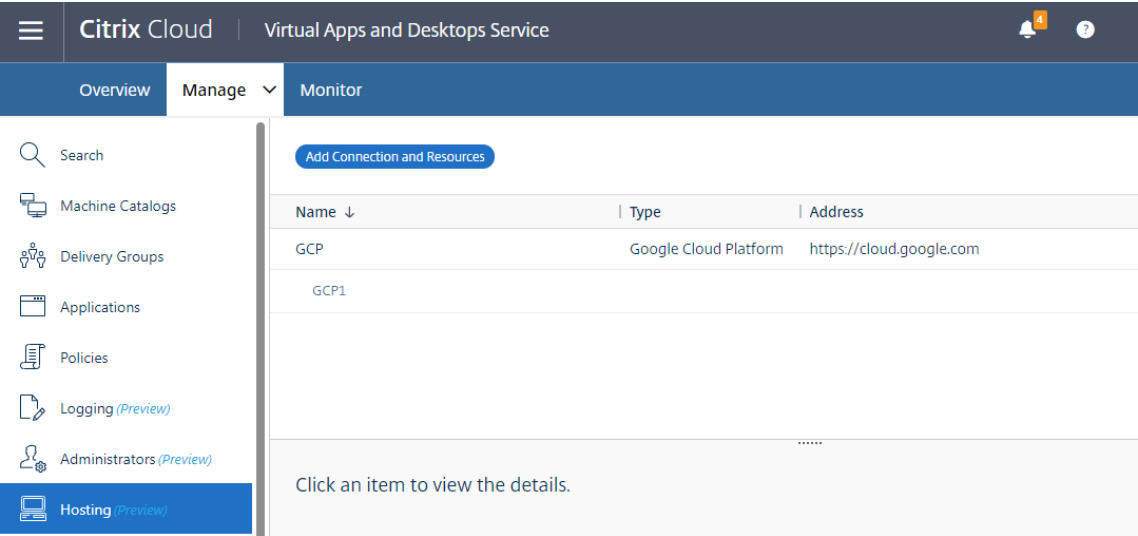 Citrix Cloud | Virtual Apps and Desktops Service 4 ?
Overview Manage Monitor
Search
Machine Catalogs
Delivery Groups
Applications
Policies
Logging (Preview)
Administrators (Preview)
Hosting (Preview)
Add Connection and Resources
Name ↓ | Type | Address
GCP Google Cloud Platform https://cloud.google.com
GCP1
Click an item to view the details.